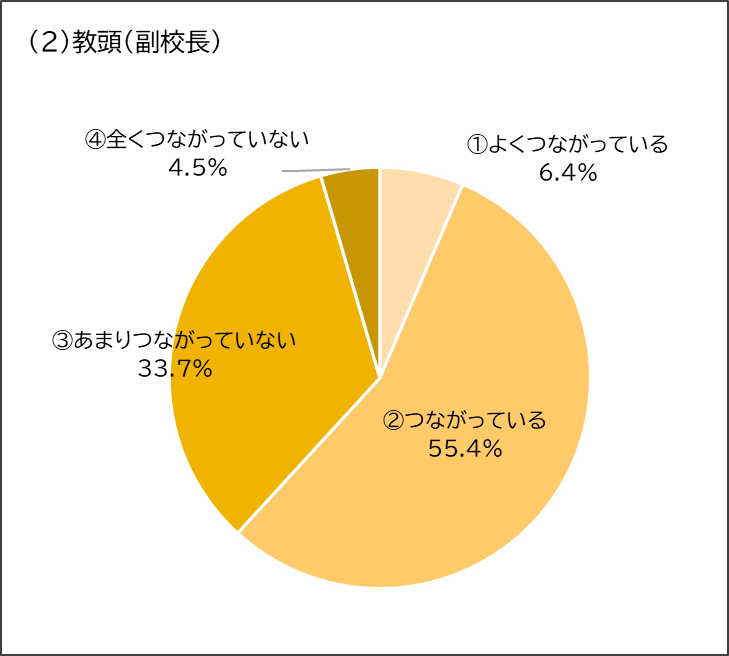 （２）教頭（副校長）
④全くつながっていない
4.5%
①よくつながっている
6.4%
③あまりつながっていない
33.7%
②つながっている
55.4%